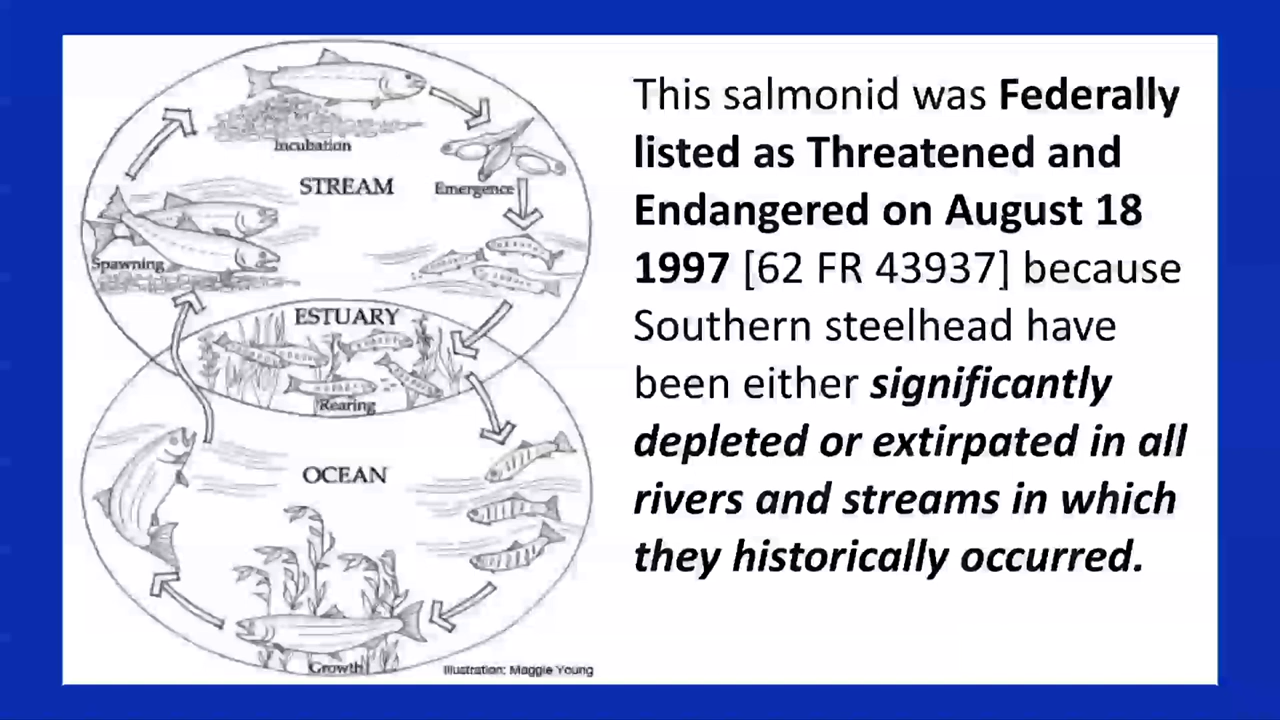 Incubation
STREAM
Emergence
Spawning
ESTUARY
Rearing
OCEAN
Growth
Illustration: Maggie Young
This salmonid was Federally
listed as Threatened and
Endangered on August 18
1997 [62 FR 43937] because
Southern steelhead have
been either significantly
depleted or extirpated in all
rivers and streams in which
they historically occurred.